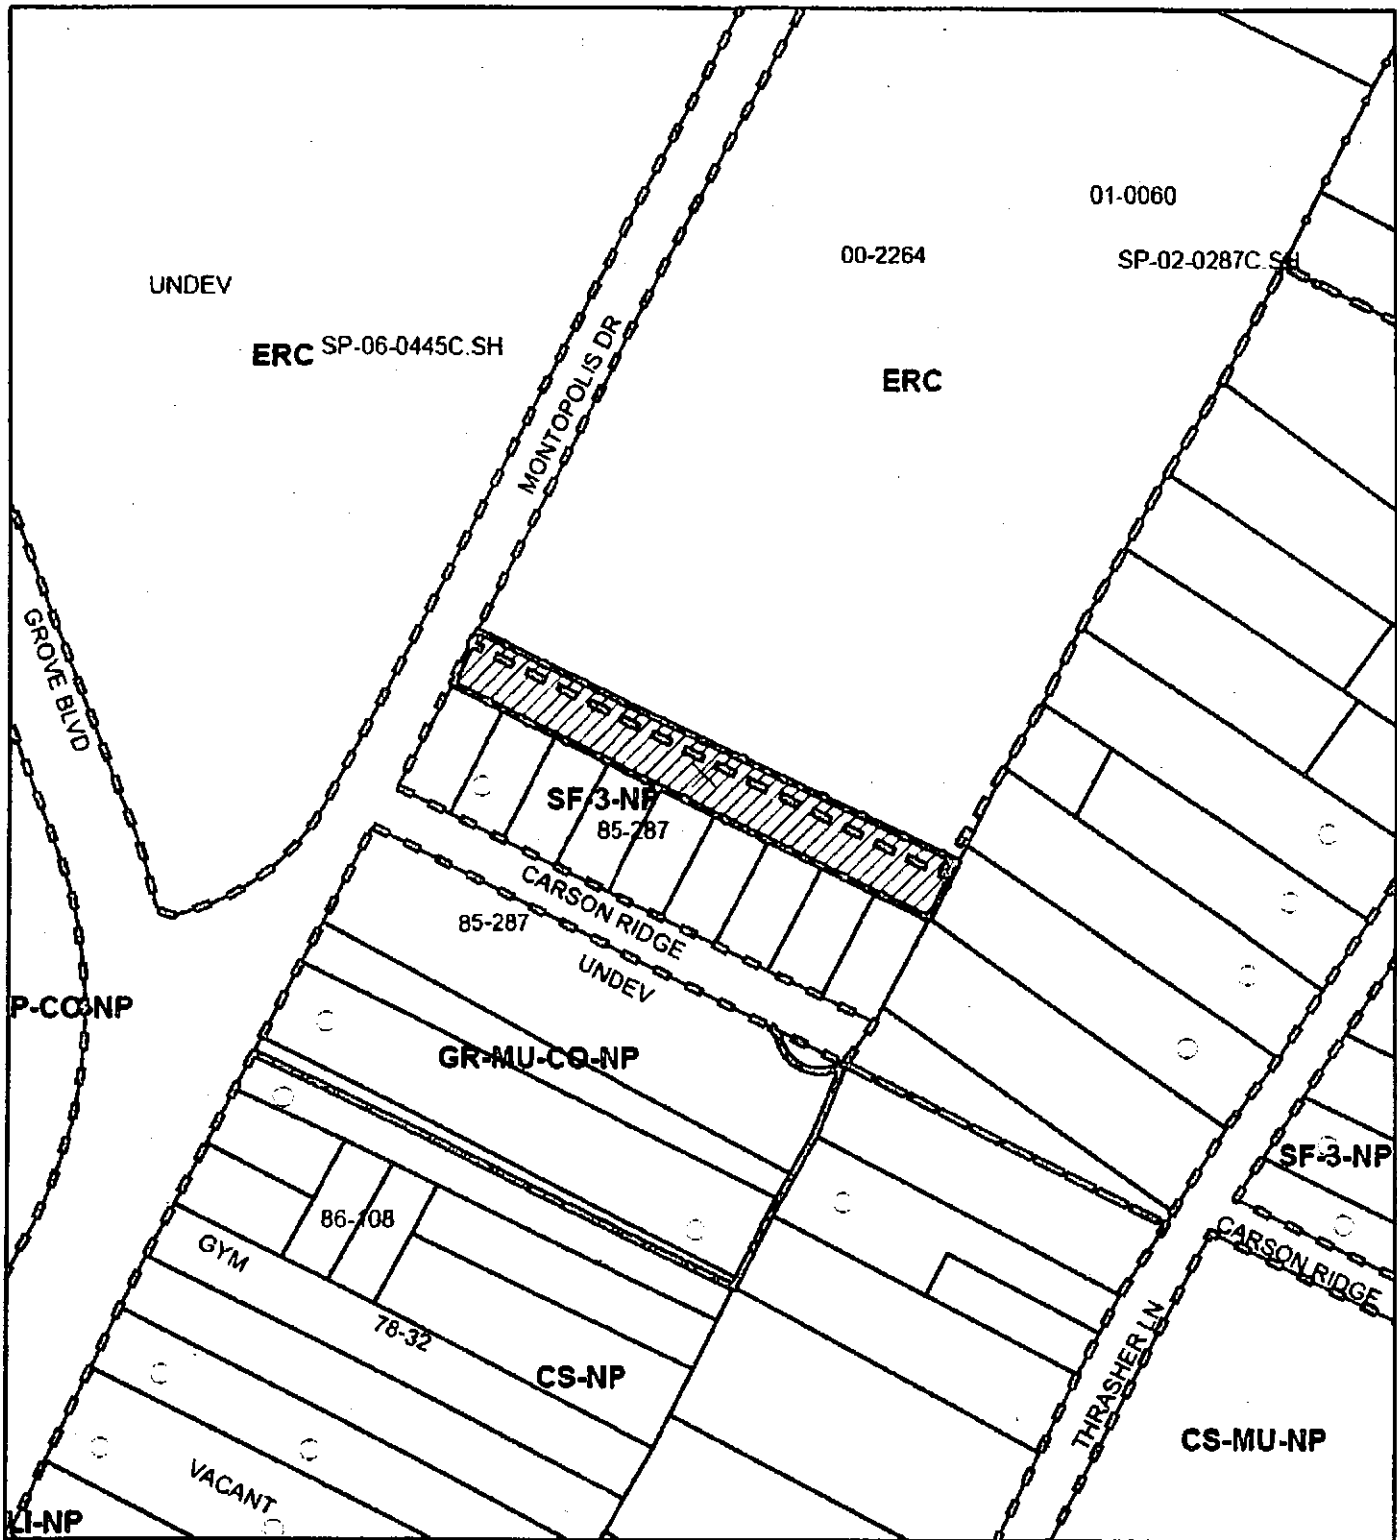 01-0060
00-2264
SP-02-0287C.SH
UNDEV
ERC SP-06-0445C.SH
MONTOPOLIS DR
ERC
GROVE BLVD
SF-3-NP
85-287
CARSON RIDGE
85-287
UNDEV
P-CO-NP
GR-MU-CO-NP
SF-3-NP
86-108
CARSON RIDGE
GYM
78-32
CS-NP
THRASHER LN
CS-MU-NP
VACANT
LI-NP